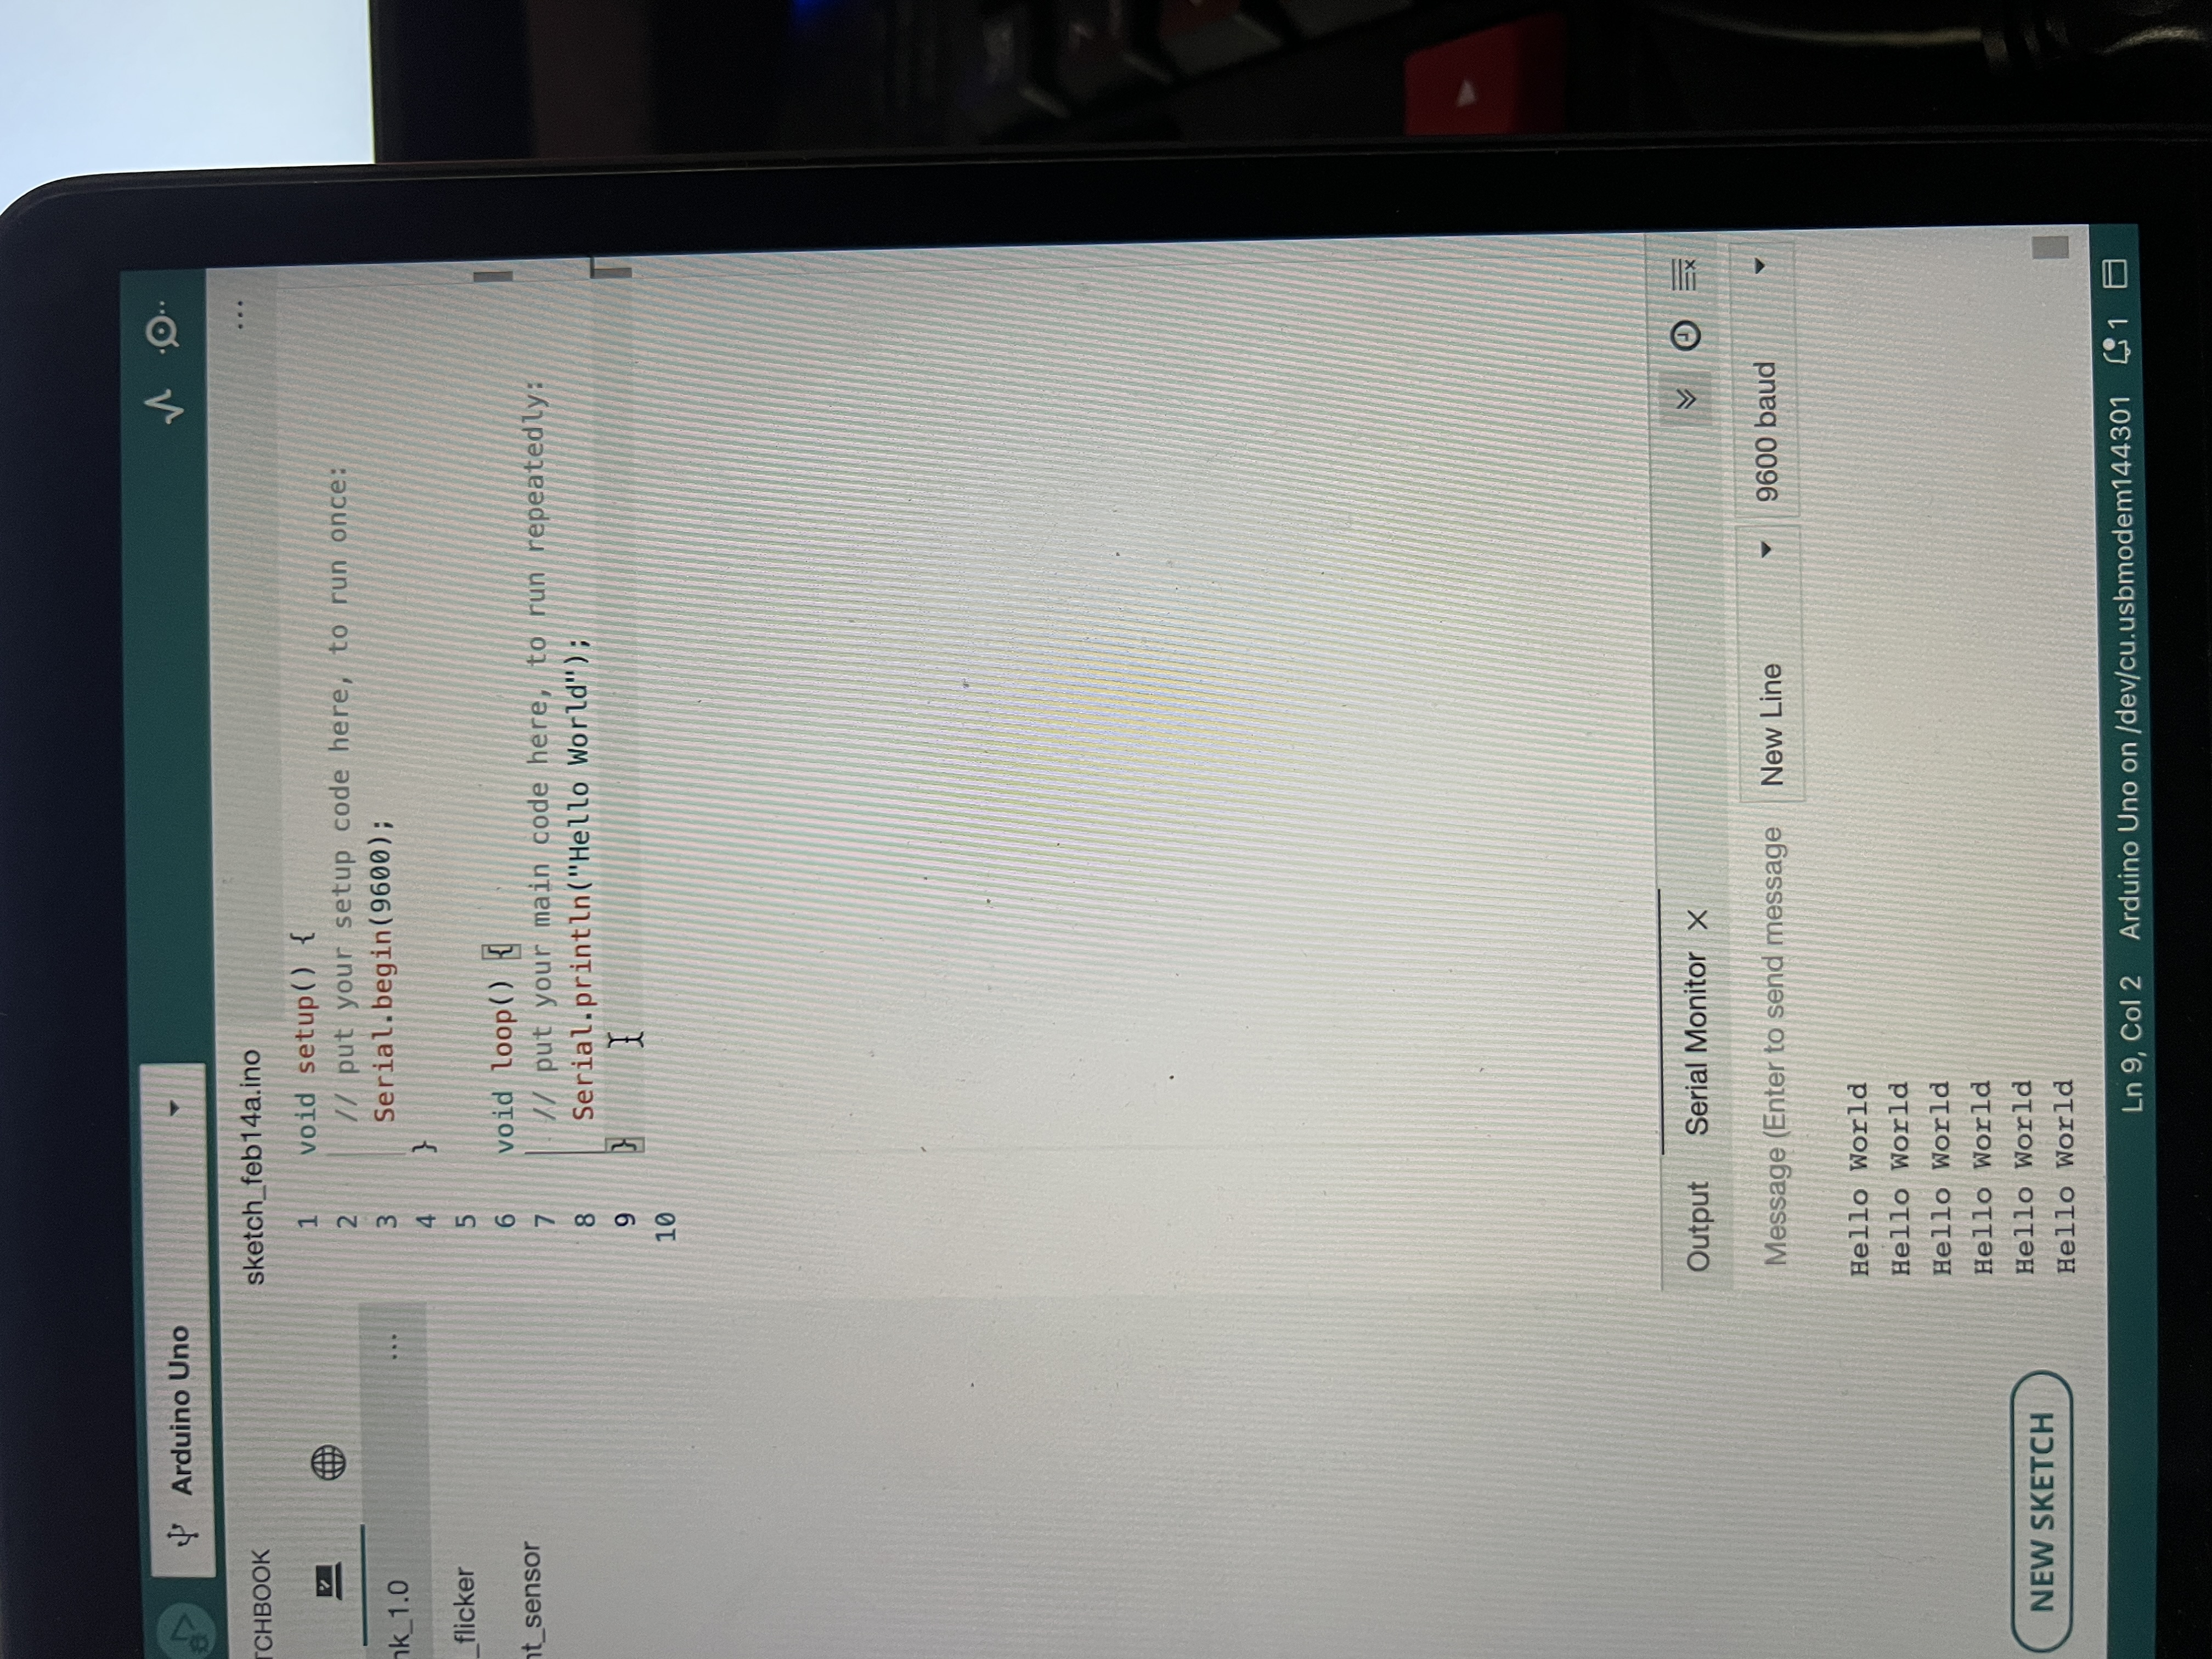 Arduino Uno
TCHBOOK
nk_1.0
_flicker
nt_sensor
NEW SKETCH
sketch_feb14a.ino
1 void setup() {
2 // put your setup code here, to run once:
3 Serial.begin(9600);
4 }
5
6 void loop() {
7 // put your main code here, to run repeatedly:
8 Serial.println("Hello World");
9 }
10
Output Serial Monitor
Message (Enter to send message New Line 9600 baud
Hello World
Hello World
Hello World
Hello World
Hello World
Hello World
Ln 9, Col 2 Arduino Uno on /dev/cu.usbmodem144301 1